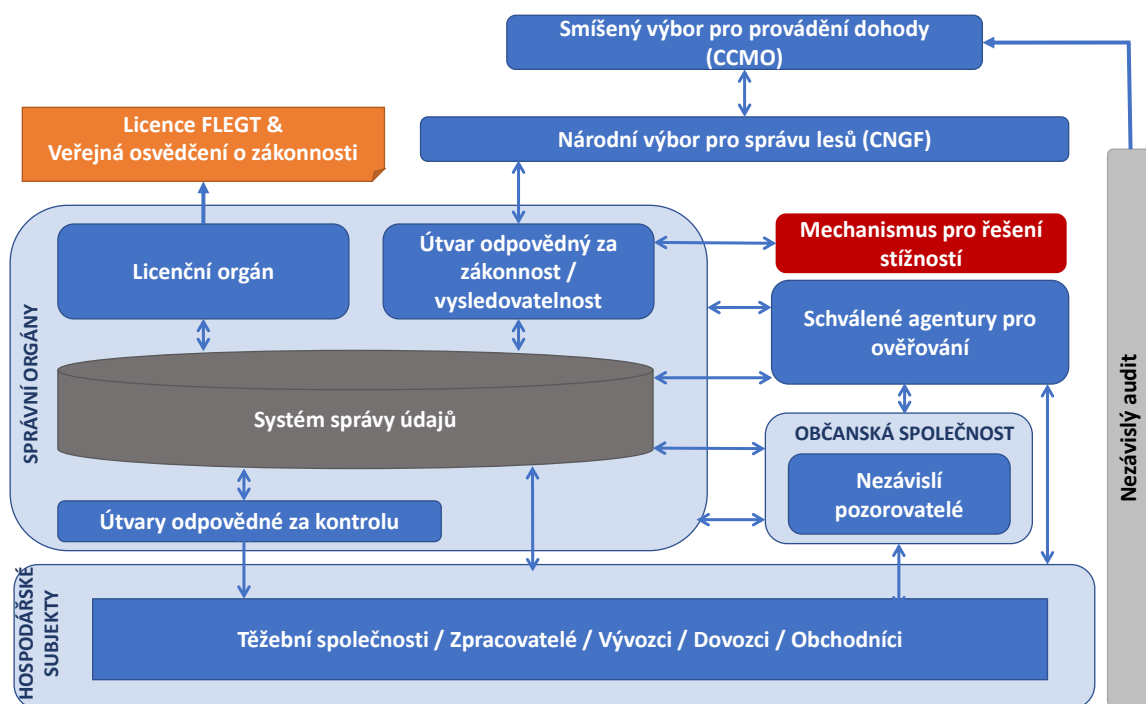 Smíšený výbor pro provádění dohody
(CCMO)
Licence FLEGT &
Veřejná osvědčení o zákonnosti
Národní výbor pro správu lesů (CNGF)
SPRÁVNÍ ORGÁNY
Licenční orgán
Útvar odpovědný za
zákonnost /
vysledovatelnost
Mechanismus pro řešení
stížností
Schválené agentury pro
ověřování
Systém správy údajů
OBČANSKÁ SPOLEČNOST
Nezávislí
pozorovatelé
Útvary odpovědné za kontrolu
HOSPODÁŘSKÉ
SUBJEKTY
Těžební společnosti / Zpracovatelé / Vývozci / Dovozci / Obchodníci
Nezávislý audit